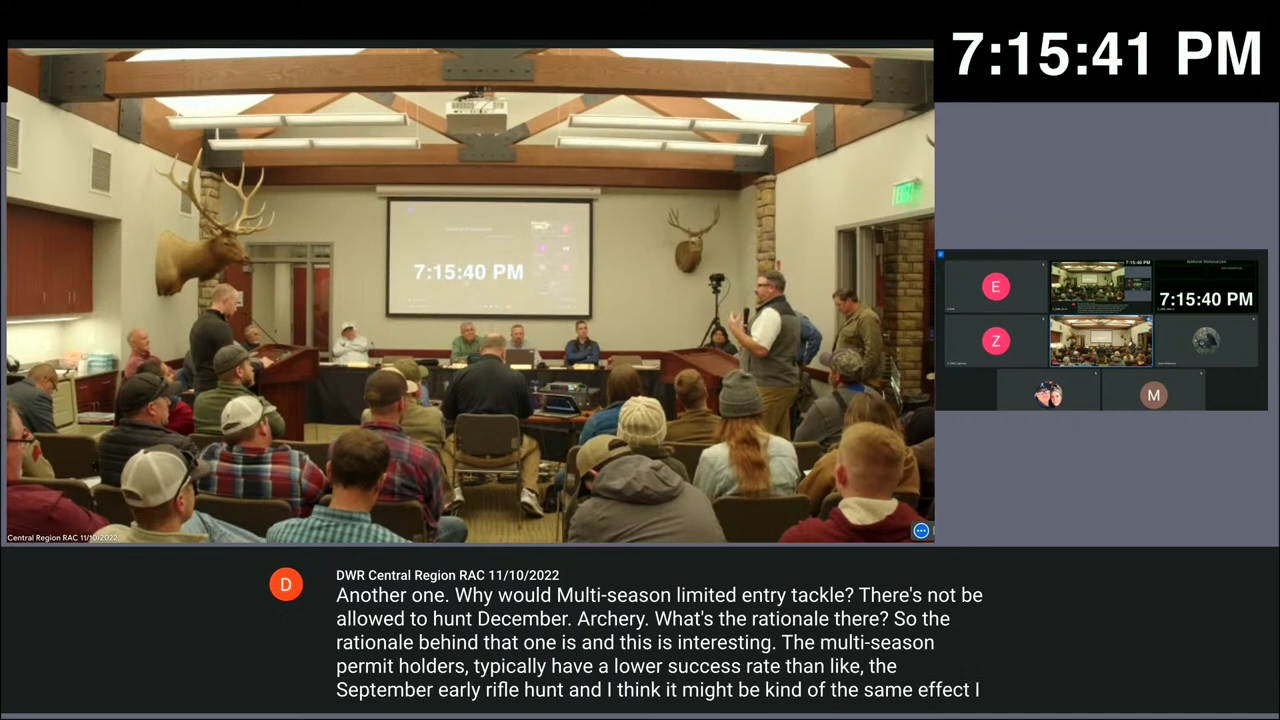 7:15:41 PM
EXIT
7:15:40 PM
E
7:15:40 PM
Z
M
Central Region RAC 11/10/2022
D
DWR Central Region RAC 11/10/2022
Another one. Why would Multi-season limited entry tackle? There's not be
allowed to hunt December. Archery. What's the rationale there? So the
rationale behind that one is and this is interesting. The multi-season
permit holders, typically have a lower success rate than like, the
September early rifle hunt and I think it might be kind of the same effect I